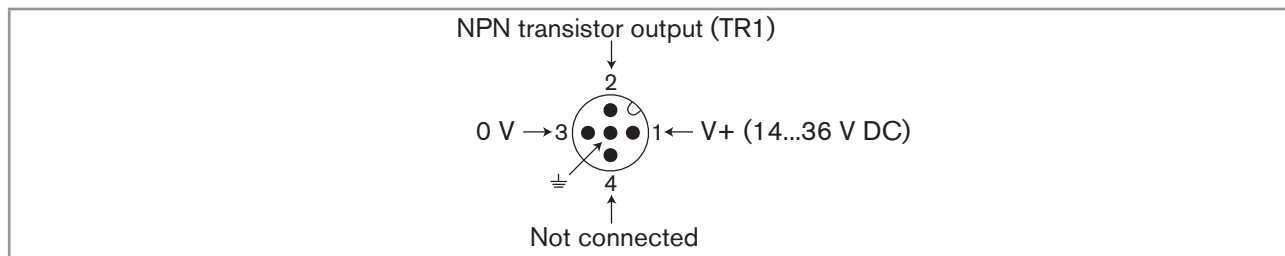 NPN transistor output (TR1)
2
0 V 3 1 V+ (14...36 V DC)
4
Not connected